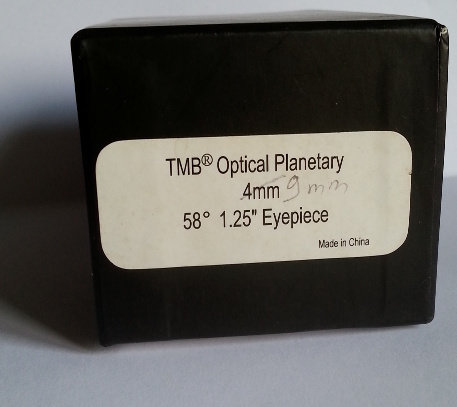 TMB® Optical Planetary
4mm 9mm
58° 1.25" Eyepiece
Made in China